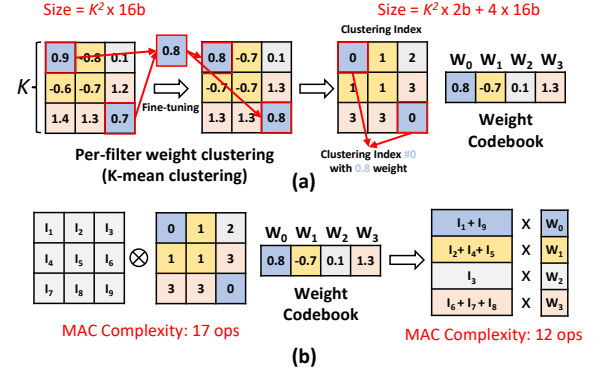 Size = K² x 16b
Size = K² x 2b + 4 x 16b
K
0.9 -0.8 0.1
-0.6 -0.7 1.2
1.4 1.3 0.7
0.8
Fine-tuning
0.8 -0.7 0.1
-0.7 -0.7 1.3
1.3 1.3 0.8
Clustering Index
0 1 2
1 1 3
3 3 0
W₀ W₁ W₂ W₃
0.8 -0.7 0.1 1.3
Weight
Codebook
Per-filter weight clustering
(K-mean clustering)
Clustering Index #0
with 0.8 weight
(a)
I₁ I₂ I₃
I₄ I₅ I₆
I₇ I₈ I₉
⊗
0 1 2
1 1 3
3 3 0
W₀ W₁ W₂ W₃
0.8 -0.7 0.1 1.3
Weight
Codebook
I₁ + I₉ X W₀
I₂ + I₄ + I₅ X W₁
I₃ X W₂
I₆ + I₇ + I₈ X W₃
MAC Complexity: 17 ops
MAC Complexity: 12 ops
(b)